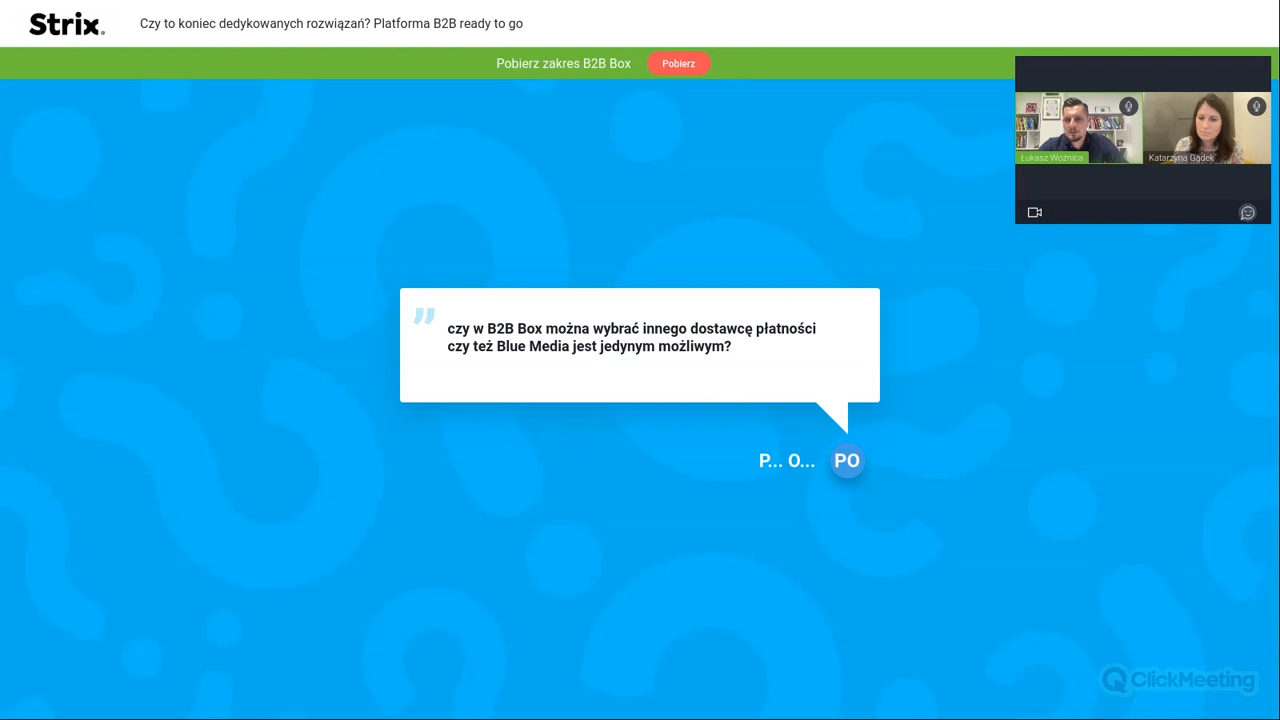 Strix
Czy to koniec dedykowanych rozwiązań? Platforma B2B ready to go
Pobierz zakres B2B Box
Pobierz
Łukasz Woźnica
Katarzyna Gądek
”
czy w B2B Box można wybrać innego dostawcę płatności
czy też Blue Media jest jedynym możliwym?
P... O...
PO
ClickMeeting